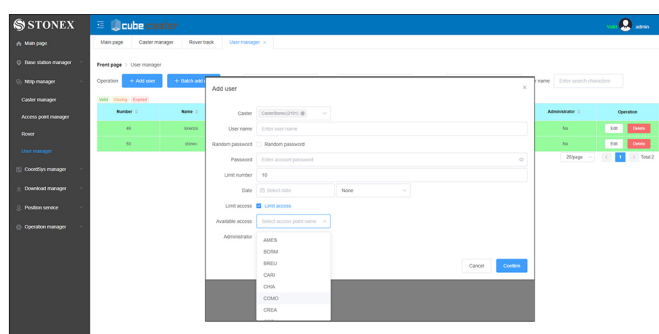 STONEX
cube caster
Valid
admin
Main page
Base station manager
Ntrip manager
Caster manager
Access point manager
Rover
User manager
CoordSys manager
Download manager
Position service
Operation manager
Main page Caster manager Rover track User manager ×
Front page > User manager
Operation + Add user + Batch add
name Enter search characters
Valid Closing Expired
Number Name Administrator Operation
49 lorenzo No Edit Delete
50 stonex No Edit Delete
20/page < 1 > Total 2
Add user ×
Caster
User name Enter user name
Random password Random password
Password Enter account password
Limit number 10
Date Select date None
Limit access Limit access
Available access Select access point name
Administrator
AMES
BORM
BREU
CARI
CHIA
COMO
CREA
Cancel Confirm